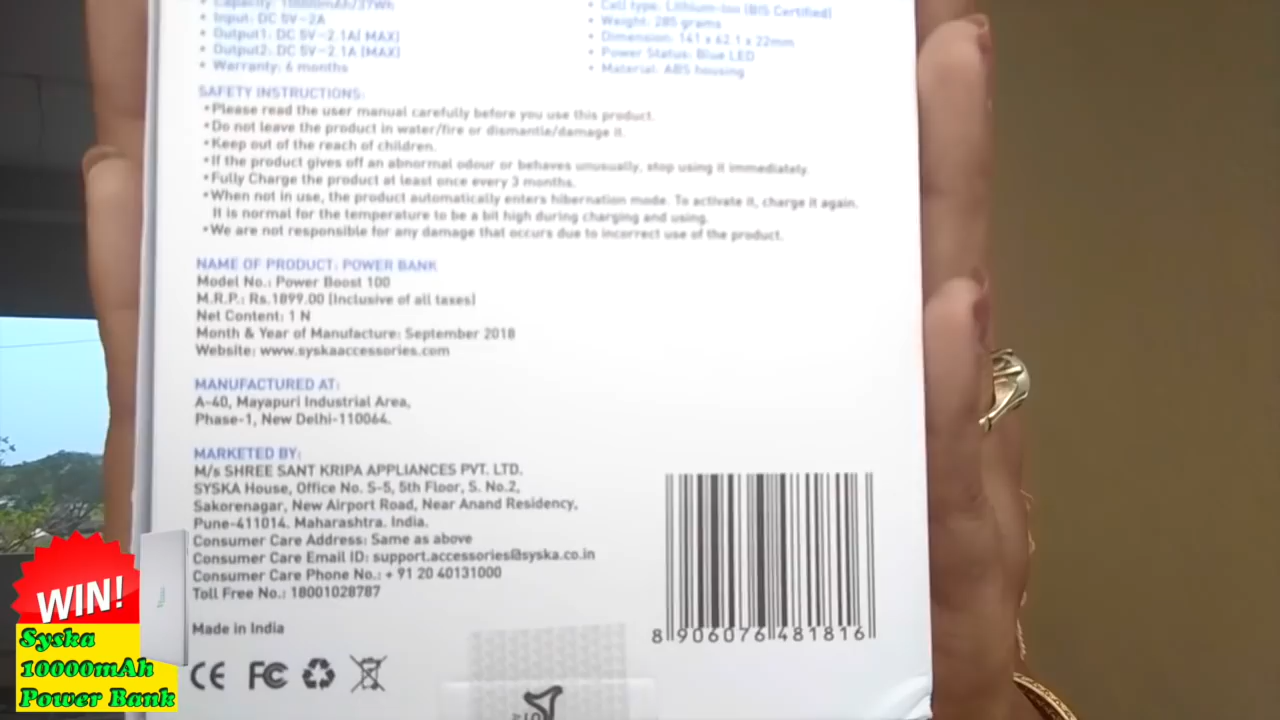 • Capacity: 10000mAh/37Wh
• Input: DC 5V-2A
• Output1: DC 5V-2.1A( MAX)
• Output2: DC 5V-2.1A (MAX)
• Warranty: 6 months
• Cell type: Lithium-Ion (BIS Certified)
• Weight: 285 grams
• Dimension: 141 x 62.1 x 22mm
• Power Status: Blue LED
• Material: ABS housing
SAFETY INSTRUCTIONS:
•Please read the user manual carefully before you use this product.
•Do not leave the product in water/fire or dismantle/damage it.
•Keep out of the reach of children.
•If the product gives off an abnormal odour or behaves unusually, stop using it immediately.
•Fully Charge the product at least once every 3 months.
•When not in use, the product automatically enters hibernation mode. To activate it, charge it again.
It is normal for the temperature to be a bit high during charging and using.
•We are not responsible for any damage that occurs due to incorrect use of the product.
NAME OF PRODUCT: POWER BANK
Model No.: Power Boost 100
M.R.P.: Rs.1899.00 (Inclusive of all taxes)
Net Content: 1 N
Month & Year of Manufacture: September 2018
Website: www.syskaaccessories.com
MANUFACTURED AT:
A-40, Mayapuri Industrial Area,
Phase-1, New Delhi-110064.
MARKETED BY:
M/s SHREE SANT KRIPA APPLIANCES PVT. LTD.
SYSKA House, Office No. S-5, 5th Floor, S. No.2,
Sakorenagar, New Airport Road, Near Anand Residency,
Pune-411014. Maharashtra. India.
Consumer Care Address: Same as above
Consumer Care Email ID: support.accessories@syska.co.in
Consumer Care Phone No.: + 91 20 40131000
Toll Free No.: 18001028787
Made in India
CE FC
8 906076 481816
WIN!
Syska
10000mAh
Power Bank